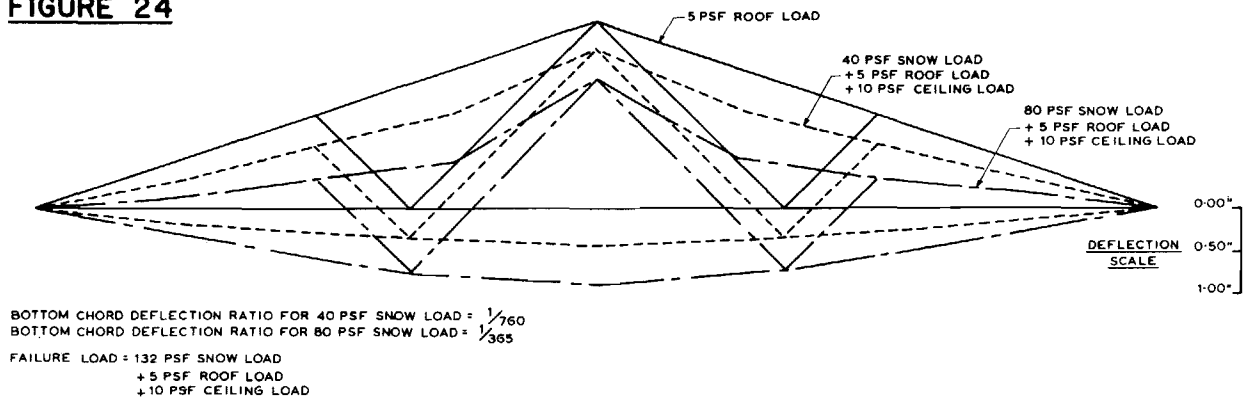 FIGURE 24
5 PSF ROOF LOAD
40 PSF SNOW LOAD
+ 5 PSF ROOF LOAD
+ 10 PSF CEILING LOAD
80 PSF SNOW LOAD
+ 5 PSF ROOF LOAD
+ 10 PSF CEILING LOAD
0·00"
DEFLECTION
SCALE
0·50"
1·00"
BOTTOM CHORD DEFLECTION RATIO FOR 40 PSF SNOW LOAD = 1/760
BOTTOM CHORD DEFLECTION RATIO FOR 80 PSF SNOW LOAD = 1/365
FAILURE LOAD = 132 PSF SNOW LOAD
+ 5 PSF ROOF LOAD
+ 10 PSF CEILING LOAD